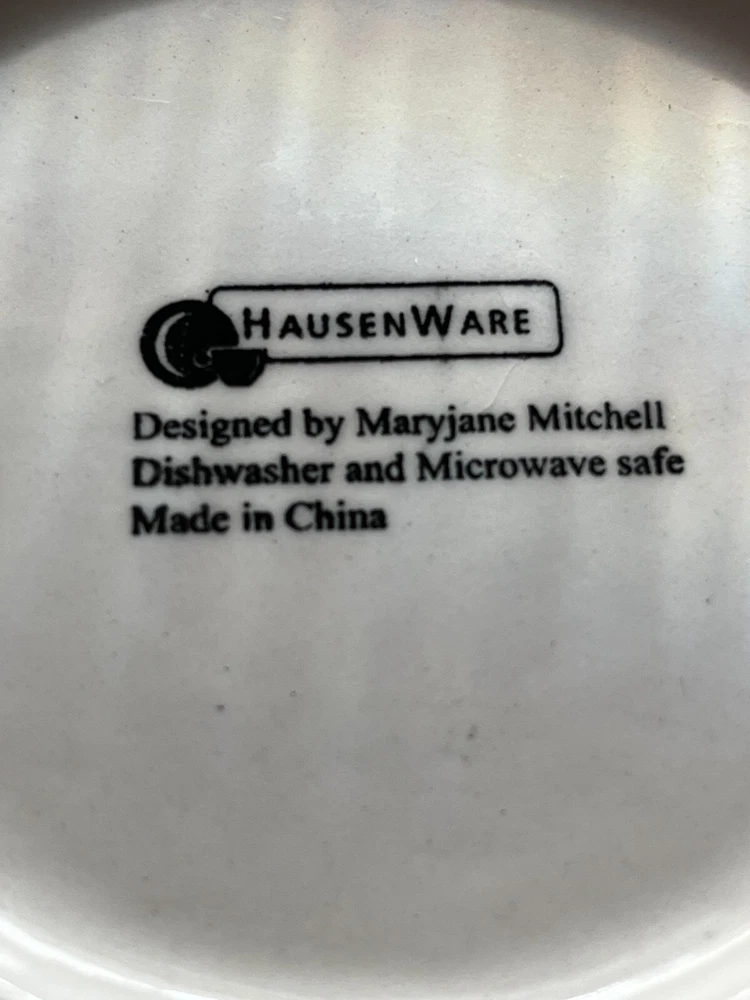 HAUSENWARE
Designed by Maryjane Mitchell
Dishwasher and Microwave safe
Made in China